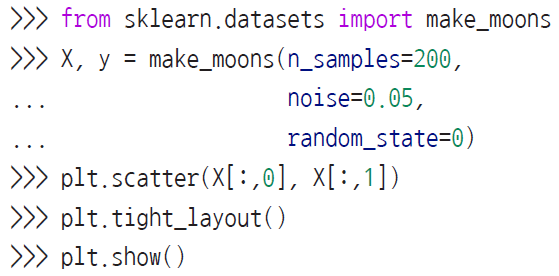 >>> from sklearn.datasets import make_moons
>>> X, y = make_moons(n_samples=200,
...                   noise=0.05,
...                   random_state=0)
>>> plt.scatter(X[:,0], X[:,1])
>>> plt.tight_layout()
>>> plt.show()